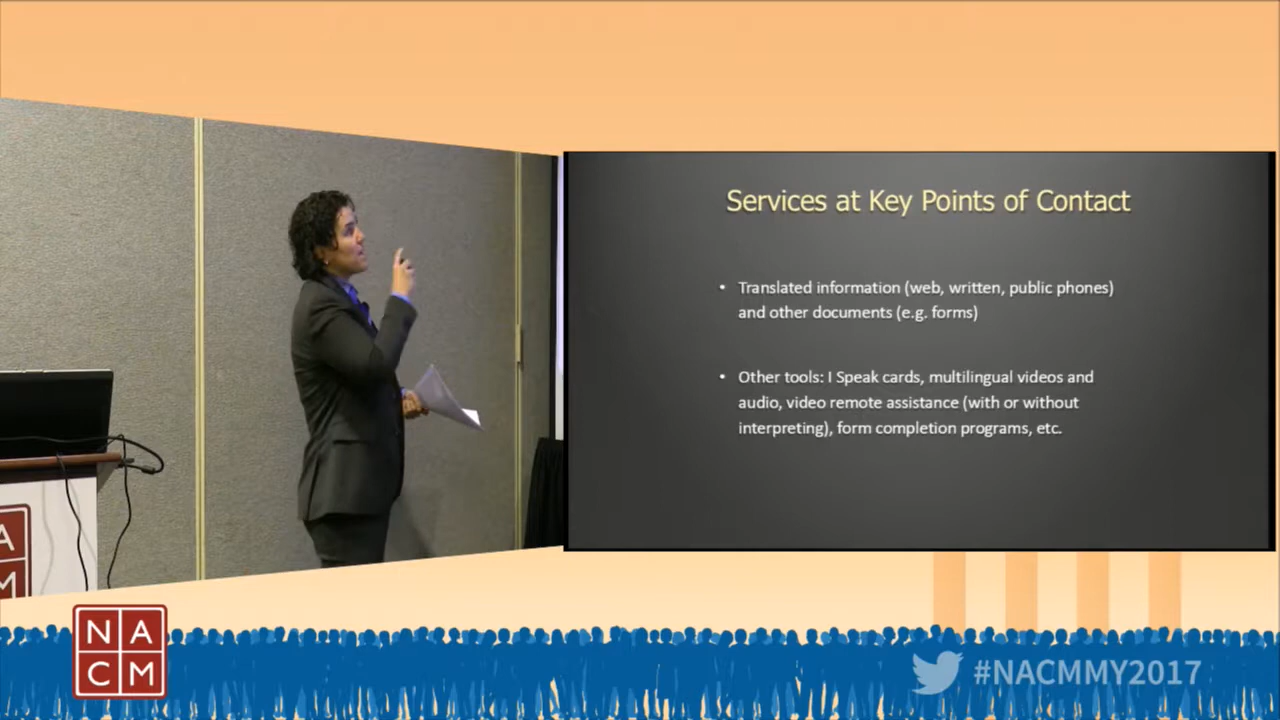 Services at Key Points of Contact
• Translated information (web, written, public phones)
and other documents (e.g. forms)
• Other tools: I Speak cards, multilingual videos and
audio, video remote assistance (with or without
interpreting), form completion programs, etc.
A
M
N A
C M
#NACMMY2017